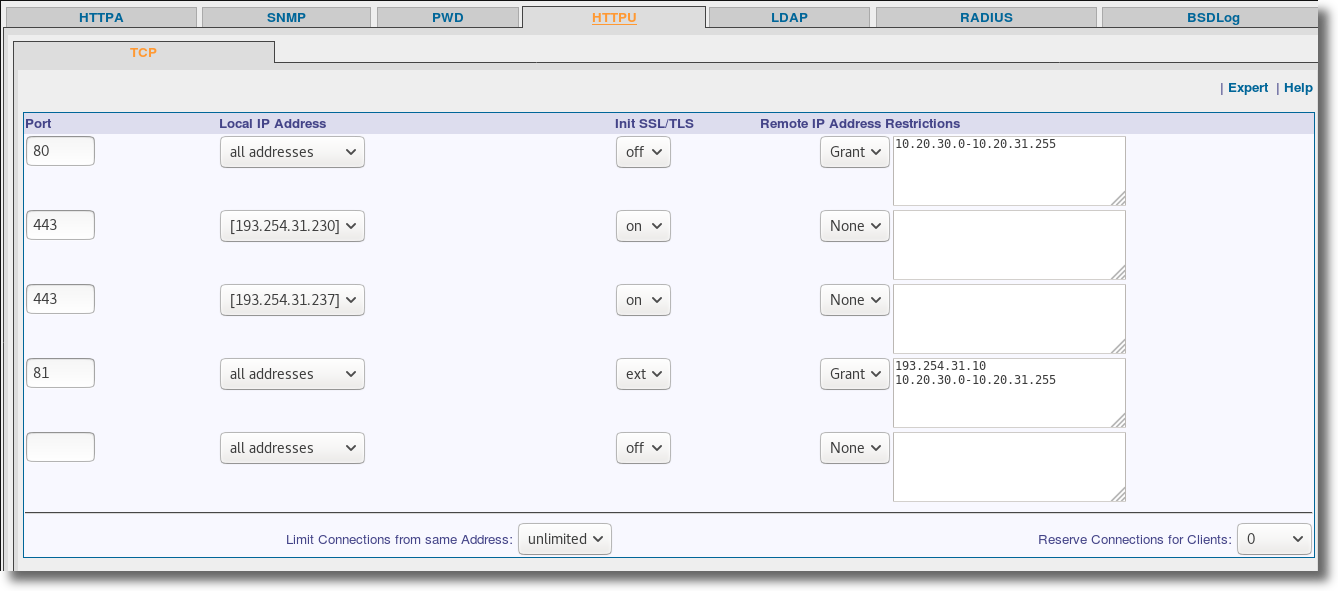 HTTPA SNMP PWD HTTPU LDAP RADIUS BSDLog
TCP
| Expert | Help
Port Local IP Address Init SSL/TLS Remote IP Address Restrictions
80 all addresses off Grant 10.20.30.0-10.20.31.255
443 [193.254.31.230] on None
443 [193.254.31.237] on None
81 all addresses ext Grant 193.254.31.10
10.20.30.0-10.20.31.255
all addresses off None
Limit Connections from same Address: unlimited Reserve Connections for Clients: 0